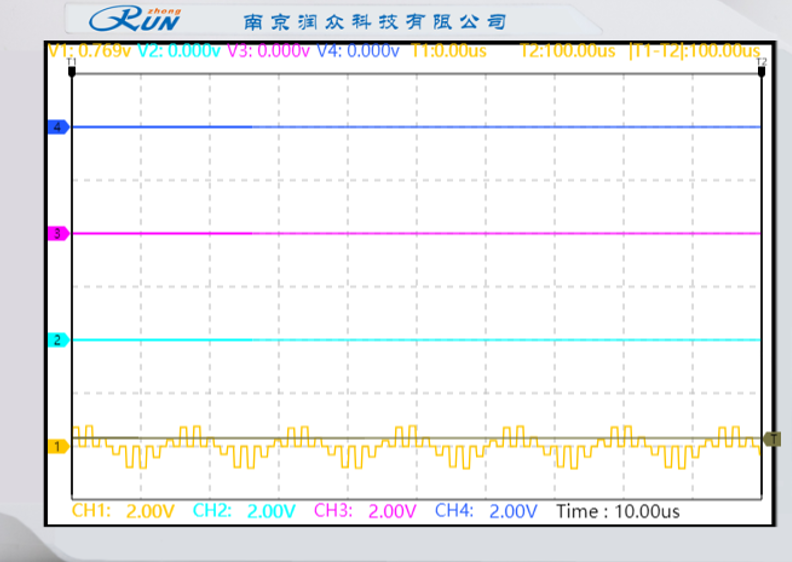 zhong
RUN 南京润众科技有限公司
V1: 0.769v V2: 0.000v V3: 0.000v V4: 0.000v T1:0.00us T2:100.00us |T1-T2|:100.00us
T1 T2
4
3
2
1 T
CH1: 2.00V CH2: 2.00V CH3: 2.00V CH4: 2.00V Time : 10.00us